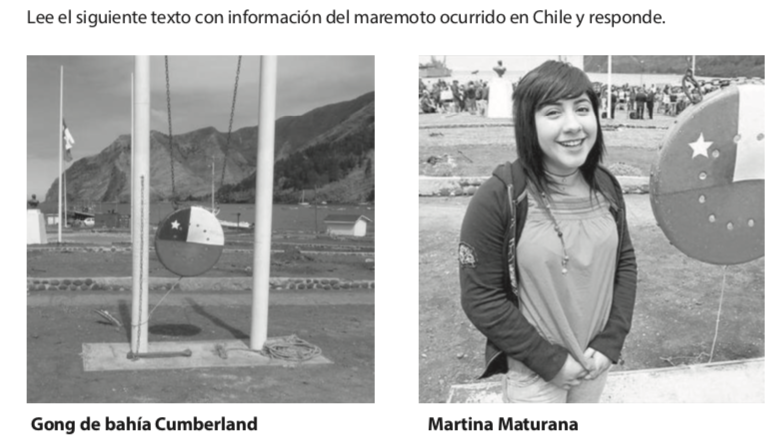 Lee el siguiente texto con información del maremoto ocurrido en Chile y responde.
Gong de bahía Cumberland
Martina Maturana